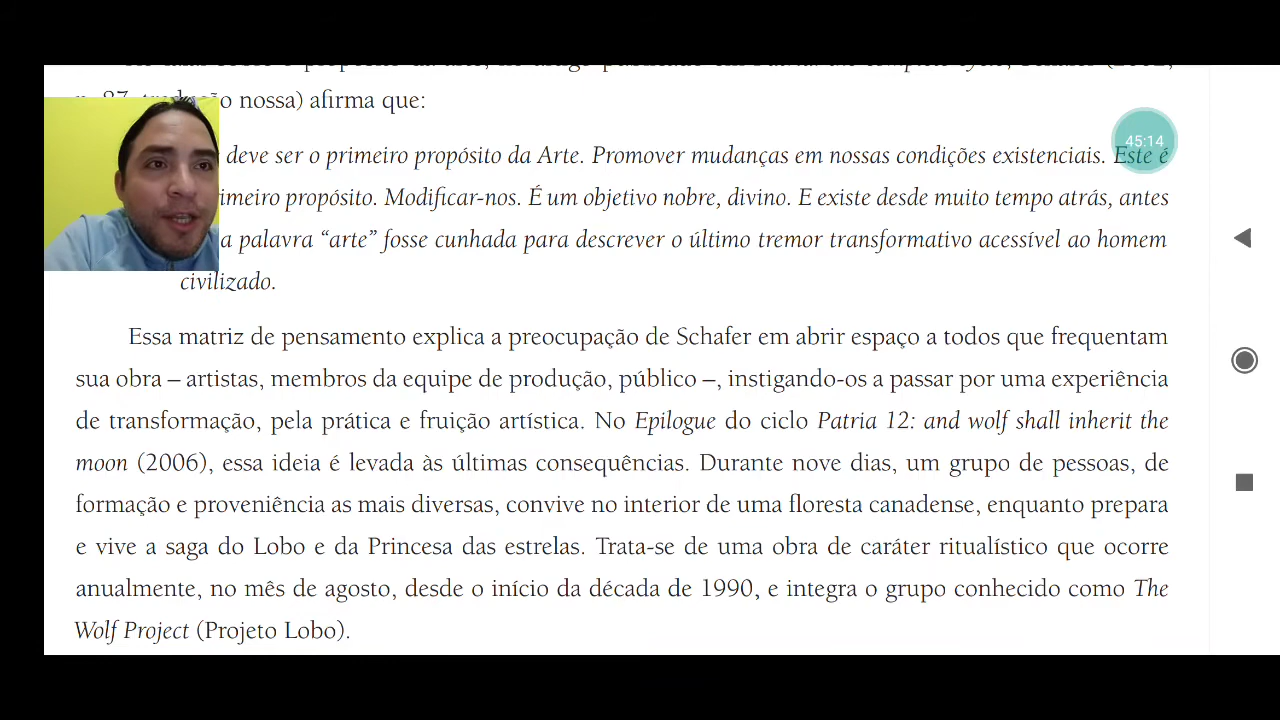 nossa) afirma que:
deve ser o primeiro propósito da Arte. Promover mudanças em nossas condições existenciais. Este é
propósito. Modificar-nos. É um objetivo nobre, divino. E existe desde muito tempo atrás, antes
a palavra “arte” fosse cunhada para descrever o último tremor transformativo acessível ao homem
civilizado.
Essa matriz de pensamento explica a preocupação de Schafer em abrir espaço a todos que frequentam
sua obra – artistas, membros da equipe de produção, público –, instigando-os a passar por uma experiência
de transformação, pela prática e fruição artística. No Epilogue do ciclo Patria 12: and wolf shall inherit the
moon (2006), essa ideia é levada às últimas consequências. Durante nove dias, um grupo de pessoas, de
formação e proveniência as mais diversas, convive no interior de uma floresta canadense, enquanto prepara
e vive a saga do Lobo e da Princesa das estrelas. Trata-se de uma obra de caráter ritualístico que ocorre
anualmente, no mês de agosto, desde o início da década de 1990, e integra o grupo conhecido como The
Wolf Project (Projeto Lobo).
45:14